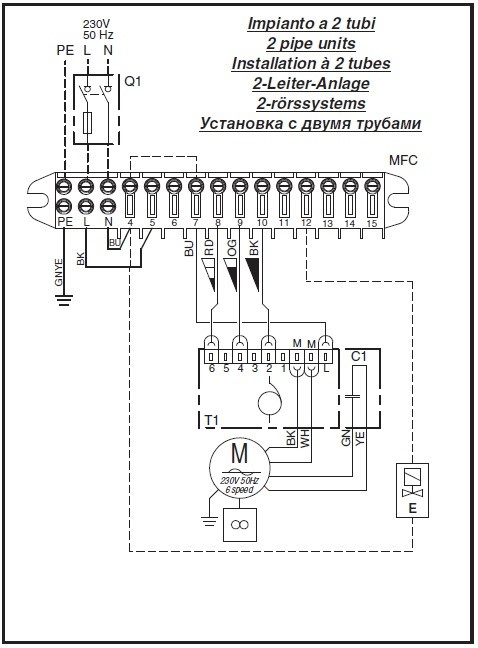 230V
50 Hz
PE L N
Q1
Impianto a 2 tubi
2 pipe units
Installation à 2 tubes
2-Leiter-Anlage
2-rörssystems
Установка с двумя трубами
MFC
PE L N 4 5 6 7 8 9 10 11 12 13 14 15
GNYE
BK
BU
BU
RD
OG
BK
M M
6 5 4 3 2 1 L
C1
T1
BK
WH
GN
YE
M
230V 50Hz
6 speed
E